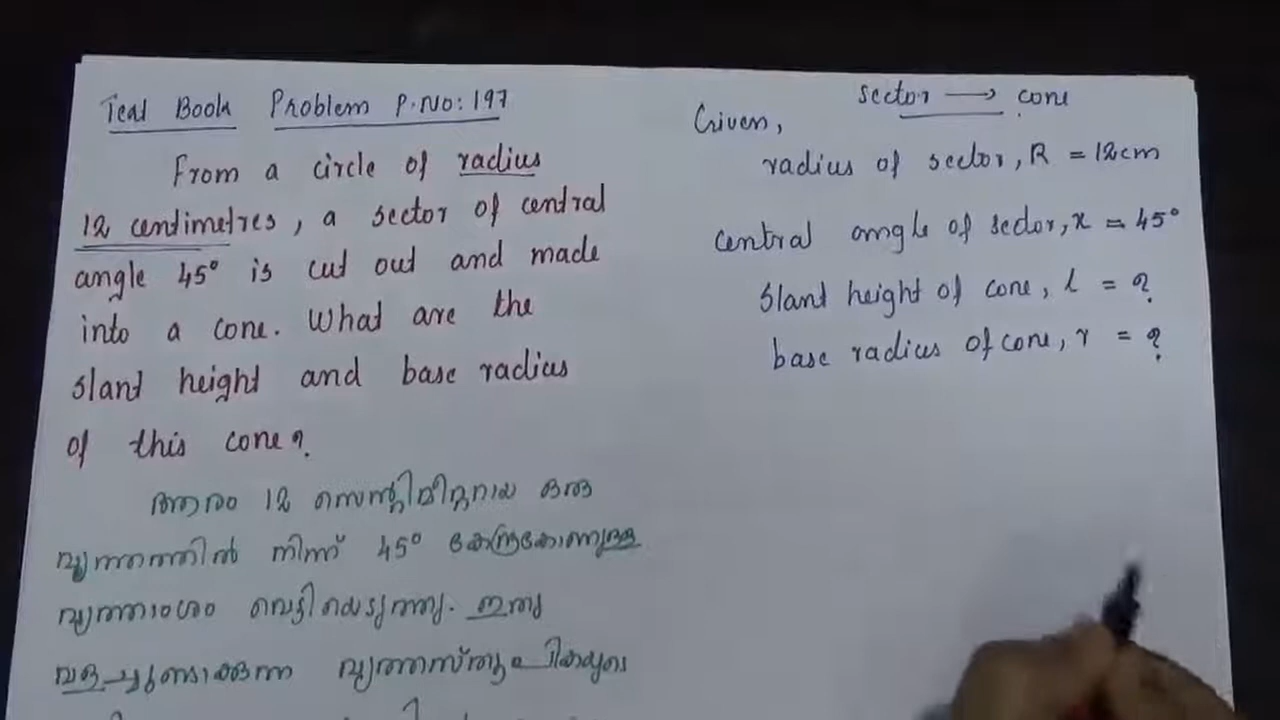 Text Book Problem P.No: 197
From a circle of radius
12 centimetres, a sector of central
angle 45° is cut out and made
into a cone. What are the
slant height and base radius
of this cone?
ആരം 12 സെന്റിമീറ്ററായ ഒരു
വൃത്തത്തിൽ നിന്ന് 45° കേന്ദ്രകോണുള്ള
വൃത്താംശം വെട്ടിയെടുത്തു. ഇതു
വളച്ചുണ്ടാക്കുന്ന വൃത്തസ്തൂപികയുടെ
sector → cone
Given,
radius of sector, R = 12cm
central angle of sector, x = 45°
Slant height of cone, l = ?
base radius of cone, r = ?